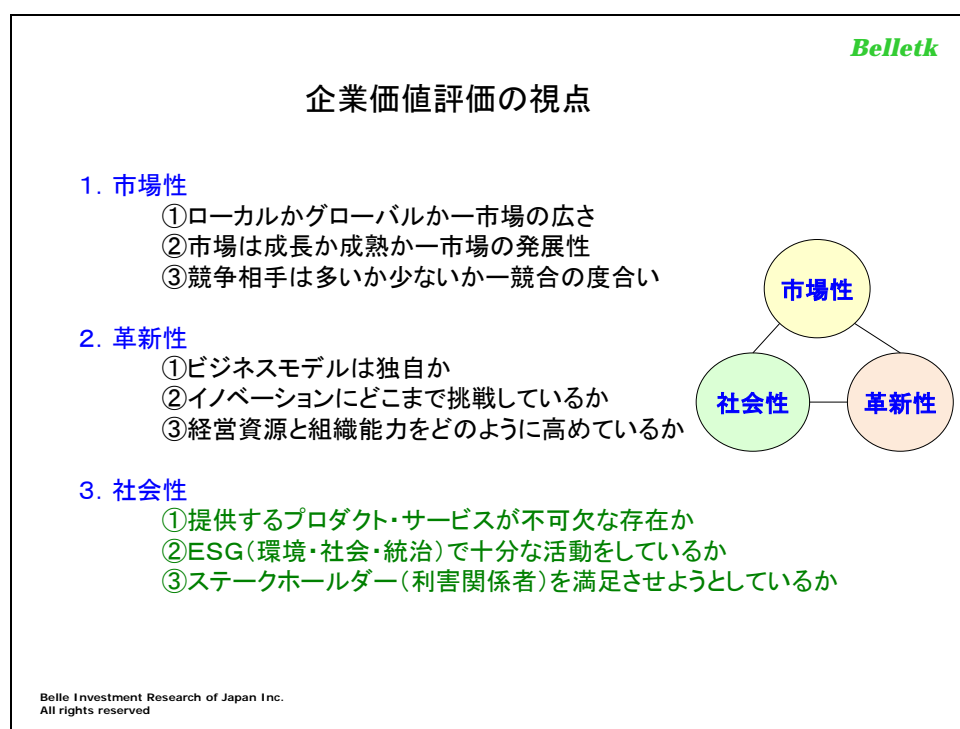 Belletk
企業価値評価の視点
１．市場性
①ローカルかグローバルかー市場の広さ
②市場は成長か成熟かー市場の発展性
③競争相手は多いか少ないかー競合の度合い
２．革新性
①ビジネスモデルは独自か
②イノベーションにどこまで挑戦しているか
③経営資源と組織能力をどのように高めているか
３．社会性
①提供するプロダクト・サービスが不可欠な存在か
②ＥＳＧ（環境・社会・統治）で十分な活動をしているか
③ステークホールダー（利害関係者）を満足させようとしているか
市場性
社会性
革新性
Belle Investment Research of Japan Inc.
All rights reserved